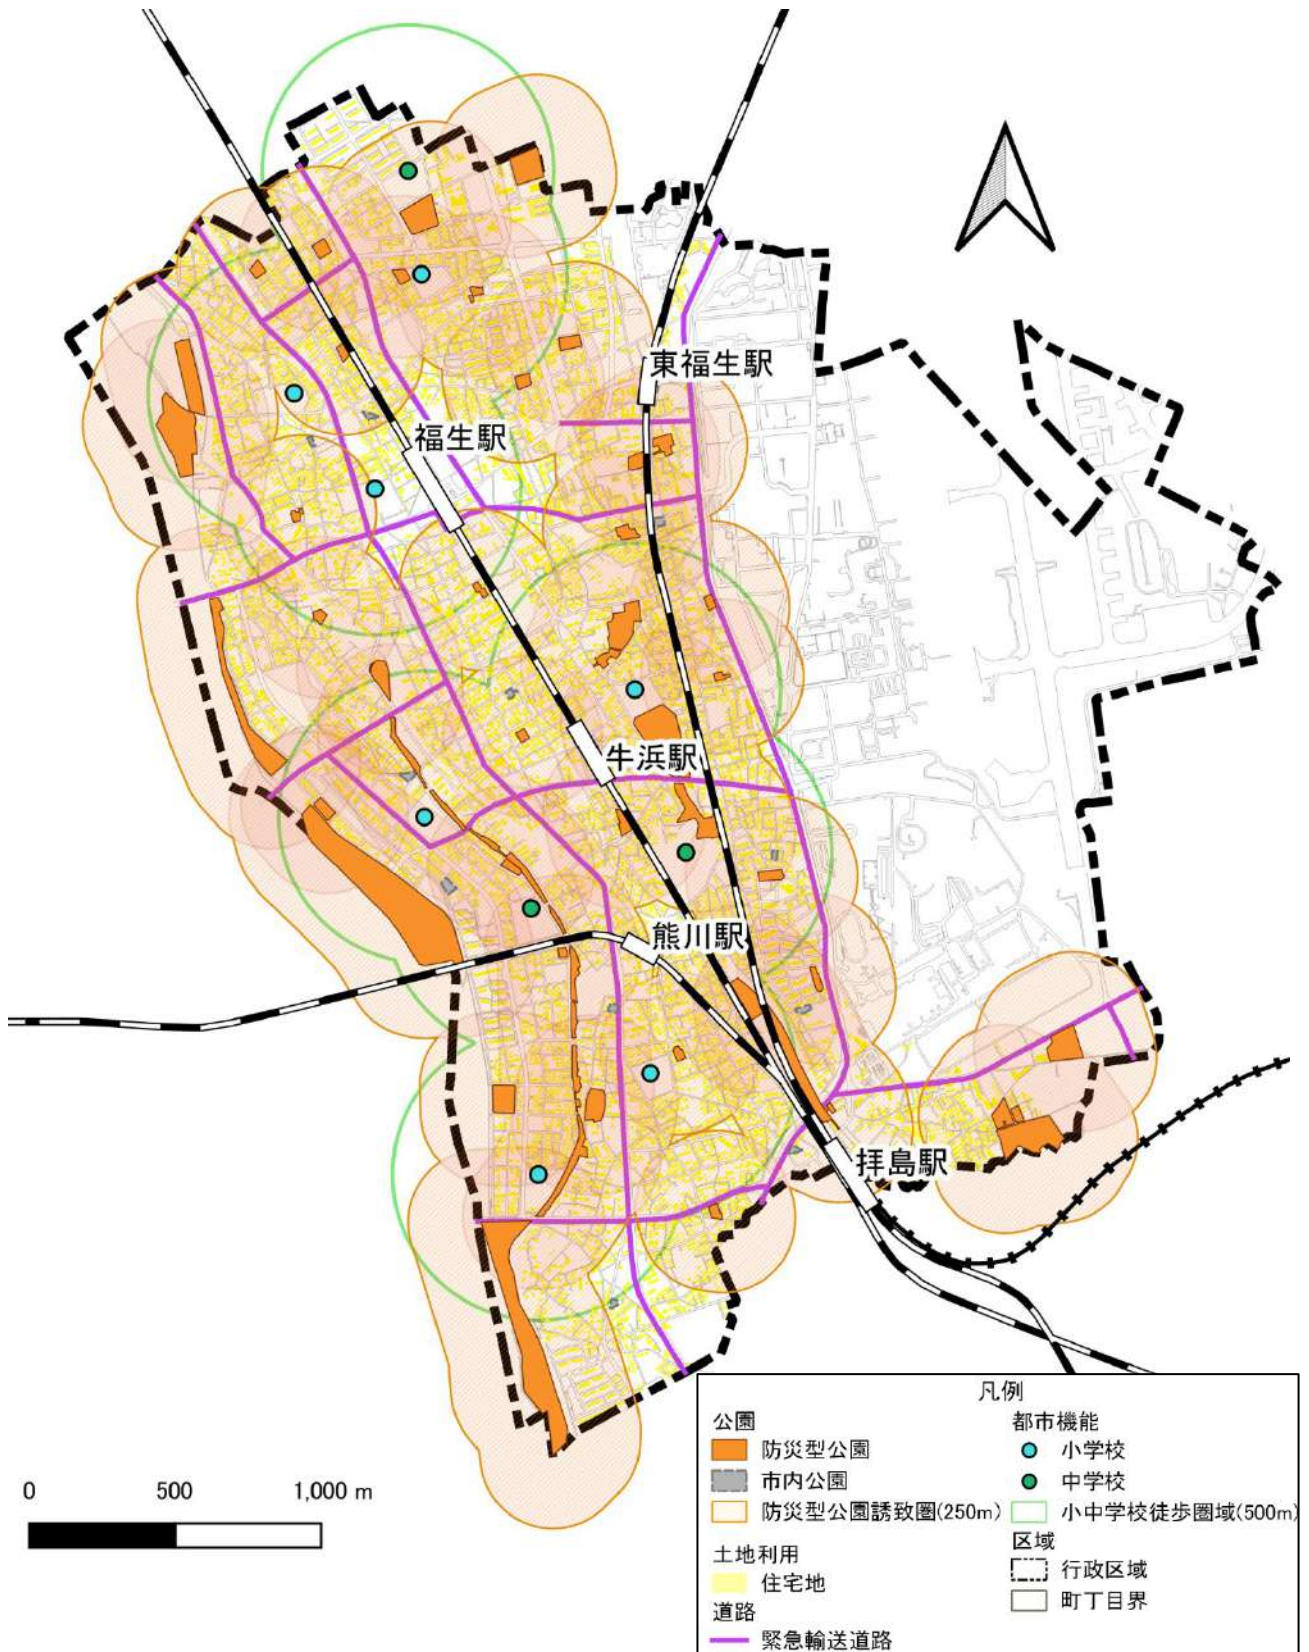 東福生駅
福生駅
牛浜駅
熊川駅
拝島駅
0 500 1,000 m
凡例
公園
防災型公園
市内公園
防災型公園誘致圏(250m)
土地利用
住宅地
道路
緊急輸送道路
都市機能
小学校
中学校
小中学校徒歩圏域(500m)
区域
行政区域
町丁目界